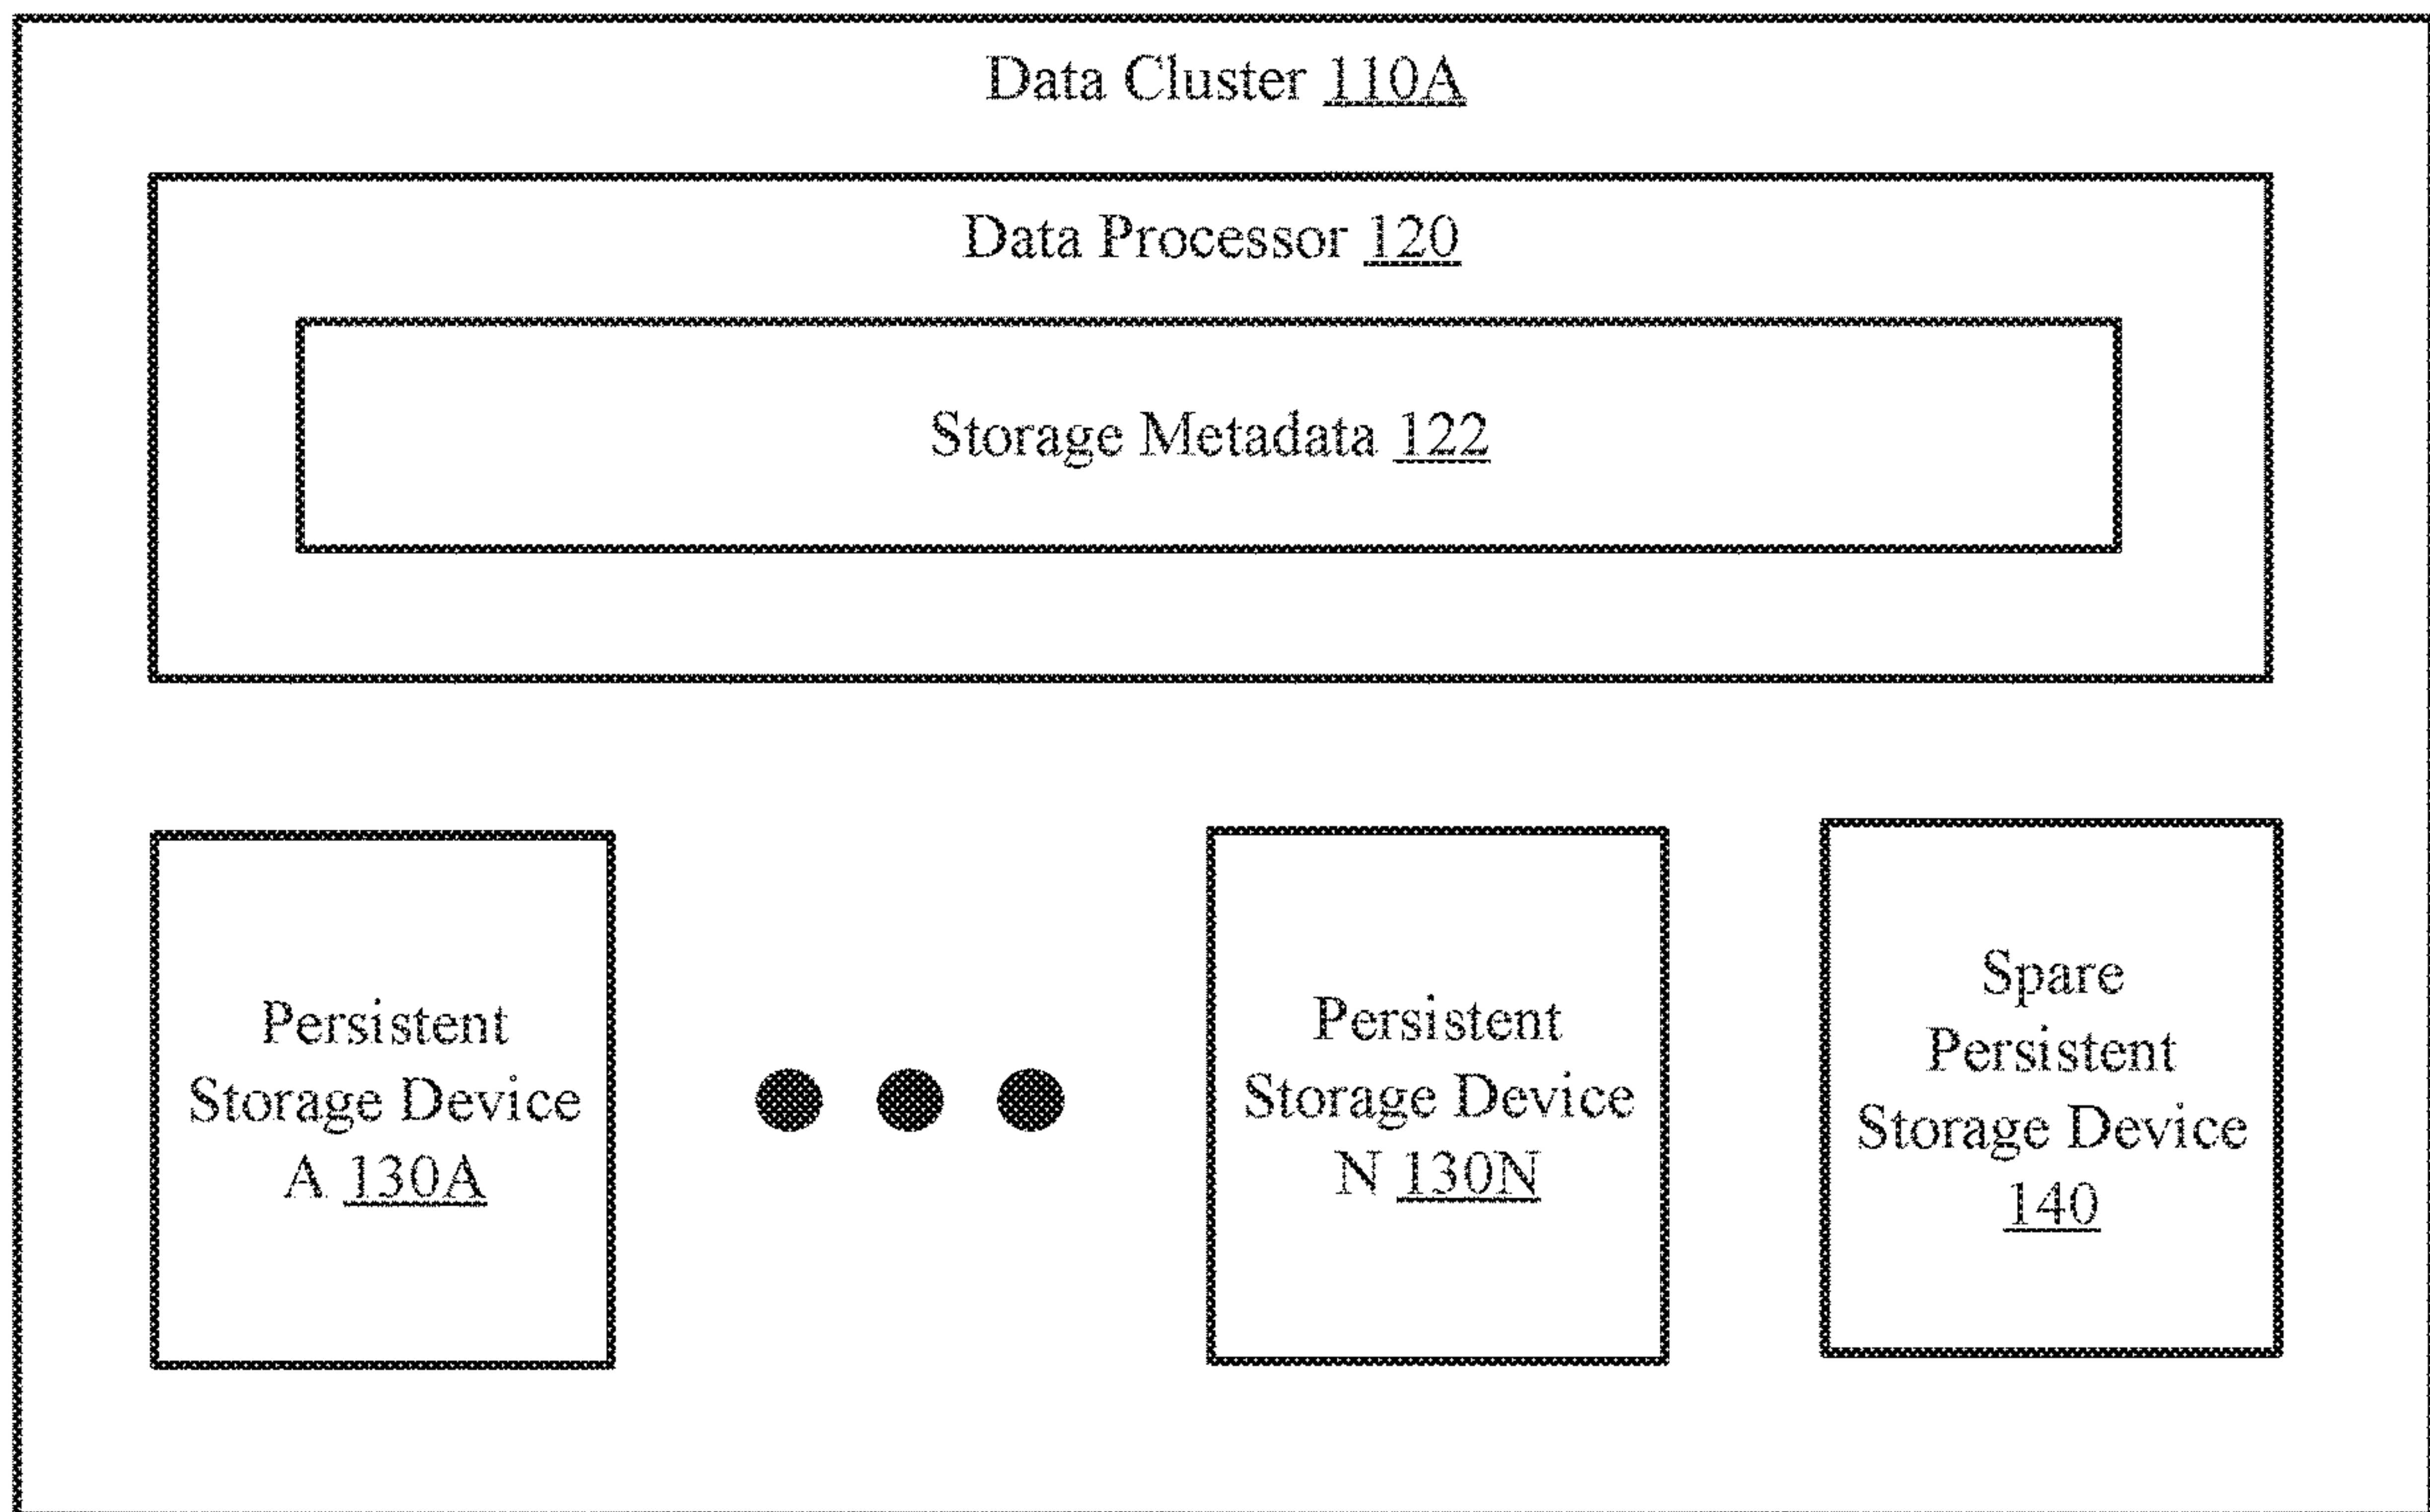 Data Cluster 110A
Data Processor 120
Storage Metadata 122
Persistent
Storage Device
A 130A
Persistent
Storage Device
N 130N
Spare
Persistent
Storage Device
140